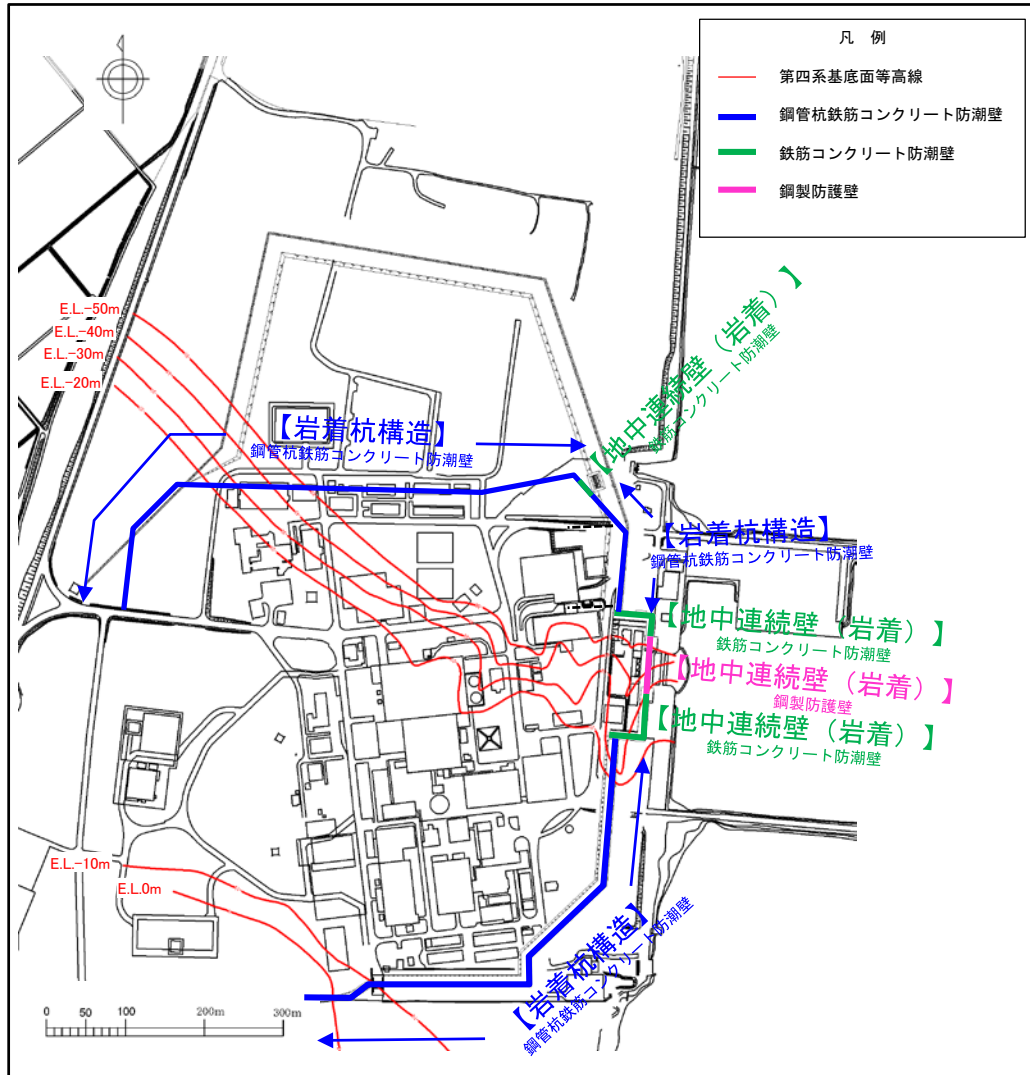 凡 例
第四系基底面等高線
鋼管杭鉄筋コンクリート防潮壁
鉄筋コンクリート防潮壁
鋼製防護壁
E.L.-50m
E.L.-40m
E.L.-30m
E.L.-20m
【岩着杭構造】
鋼管杭鉄筋コンクリート防潮壁
【地中連続壁（岩着）】
鉄筋コンクリート防潮壁
【岩着杭構造】
鋼管杭鉄筋コンクリート防潮壁
【地中連続壁（岩着）】
鉄筋コンクリート防潮壁
【地中連続壁（岩着）】
鋼製防護壁
【地中連続壁（岩着）】
鉄筋コンクリート防潮壁
E.L.-10m
E.L.0m
【岩着杭構造】
鋼管杭鉄筋コンクリート防潮壁
0 50 100 200m 300m